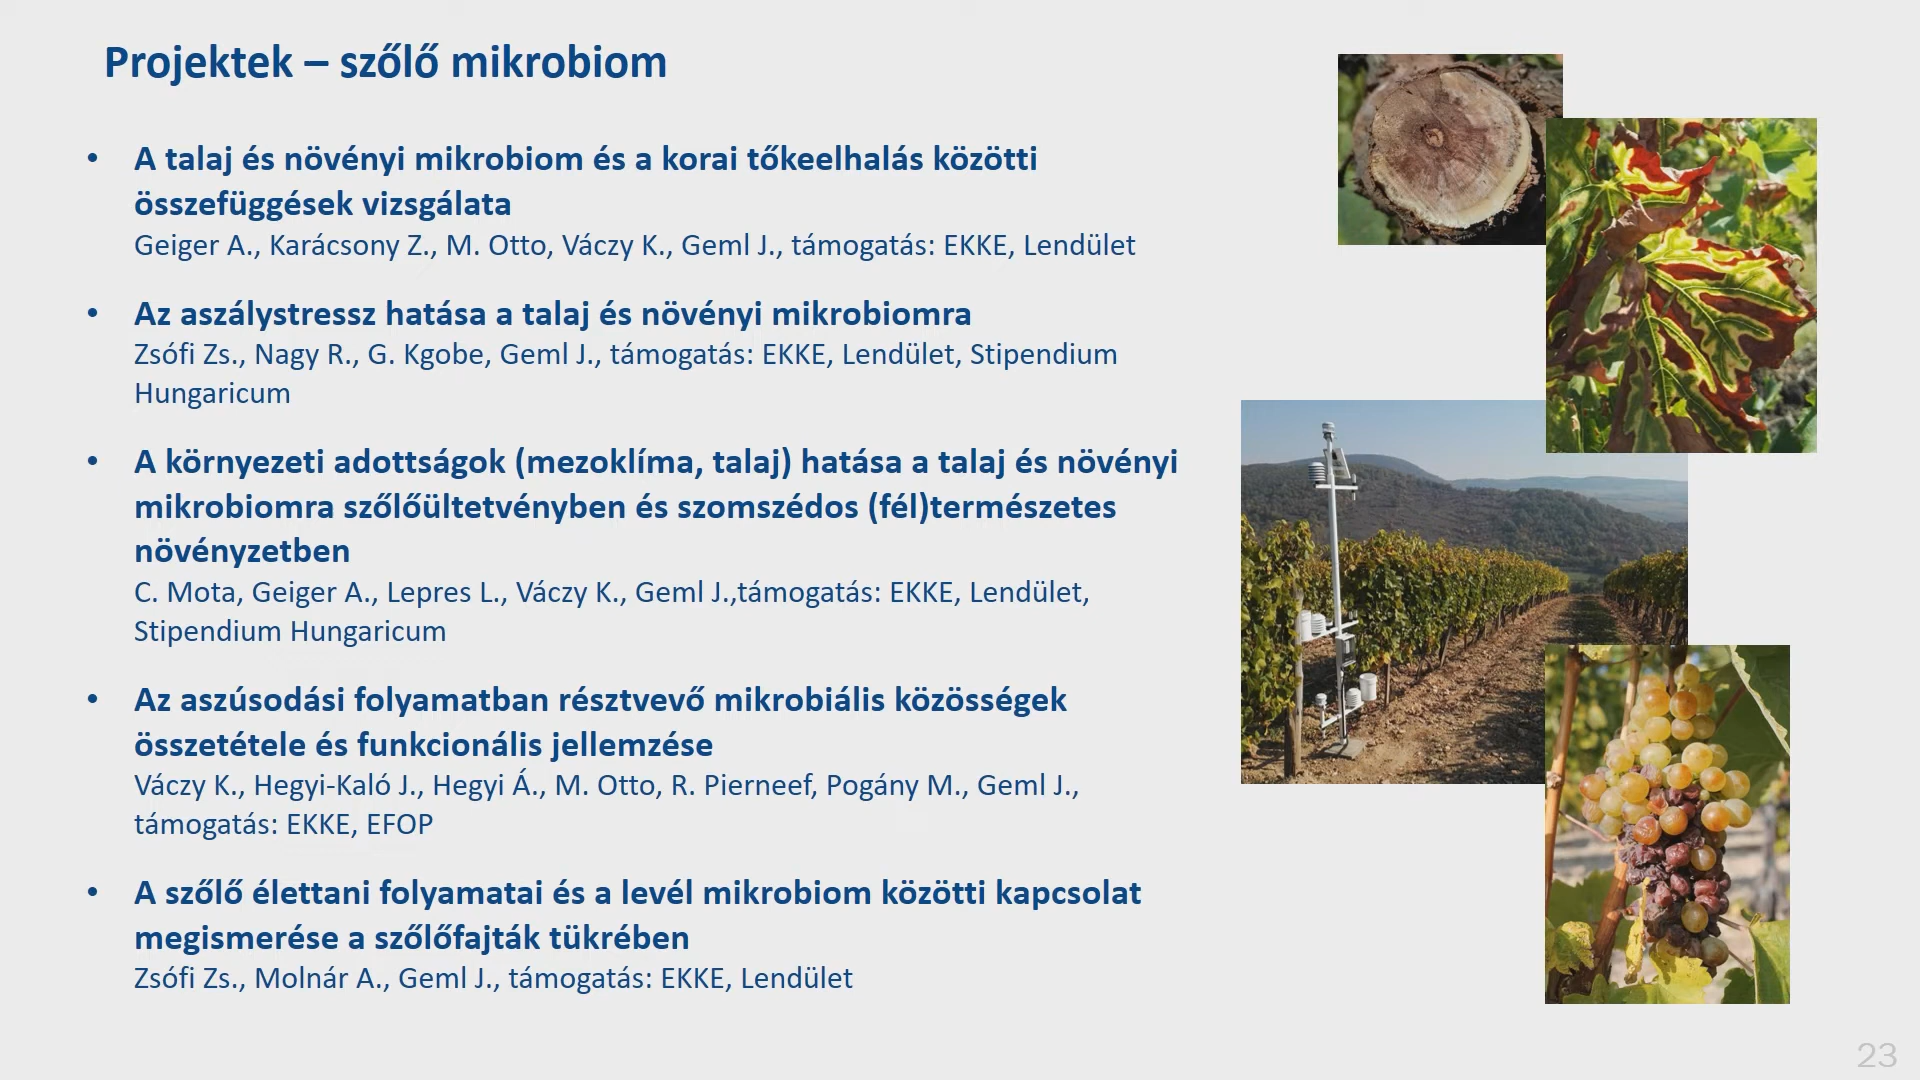 Projektek – szőlő mikrobiom
• A talaj és növényi mikrobiom és a korai tőkeelhalás közötti
összefüggések vizsgálata
Geiger A., Karácsony Z., M. Otto, Váczy K., Geml J., támogatás: EKKE, Lendület
• Az aszálystressz hatása a talaj és növényi mikrobiomra
Zsófi Zs., Nagy R., G. Kgobe, Geml J., támogatás: EKKE, Lendület, Stipendium
Hungaricum
• A környezeti adottságok (mezoklíma, talaj) hatása a talaj és növényi
mikrobiomra szőlőültetvényben és szomszédos (fél)természetes
növényzetben
C. Mota, Geiger A., Lepres L., Váczy K., Geml J.,támogatás: EKKE, Lendület,
Stipendium Hungaricum
• Az aszúsodási folyamatban résztvevő mikrobiális közösségek
összetétele és funkcionális jellemzése
Váczy K., Hegyi-Kaló J., Hegyi Á., M. Otto, R. Pierneef, Pogány M., Geml J.,
támogatás: EKKE, EFOP
• A szőlő élettani folyamatai és a levél mikrobiom közötti kapcsolat
megismerése a szőlőfajták tükrében
Zsófi Zs., Molnár A., Geml J., támogatás: EKKE, Lendület
23